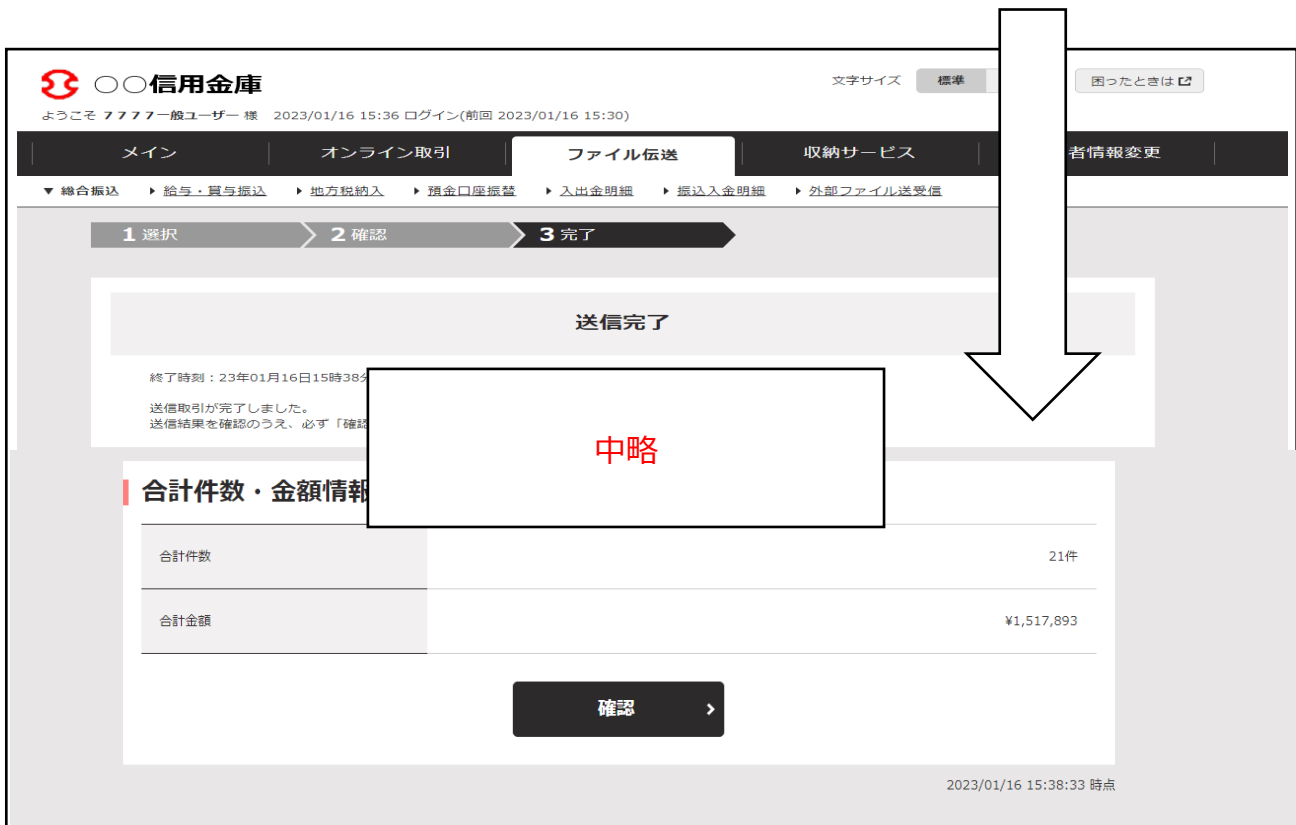 ○○信用金庫
文字サイズ 標準 困ったときは
ようこそ 7777一般ユーザー 様 2023/01/16 15:36 ログイン(前回 2023/01/16 15:30)
メイン オンライン取引 ファイル伝送 収納サービス 者情報変更
▼ 総合振込 ▶ 給与・賞与振込 ▶ 地方税納入 ▶ 預金口座振替 ▶ 入出金明細 ▶ 振込入金明細 ▶ 外部ファイル送受信
1 選択 2 確認 3 完了
送信完了
終了時刻：23年01月16日15時38
送信取引が完了しました。
送信結果を確認のうえ、必ず「確認
中略
合計件数・金額情報
合計件数 21件
合計金額 ¥1,517,893
確認
2023/01/16 15:38:33 時点